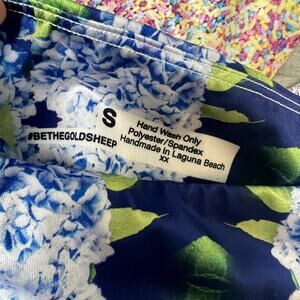 S
#BETHEGOLDSHEEP
Hand Wash Only
Polyester/Spandex
Handmade In Laguna Beach
XX